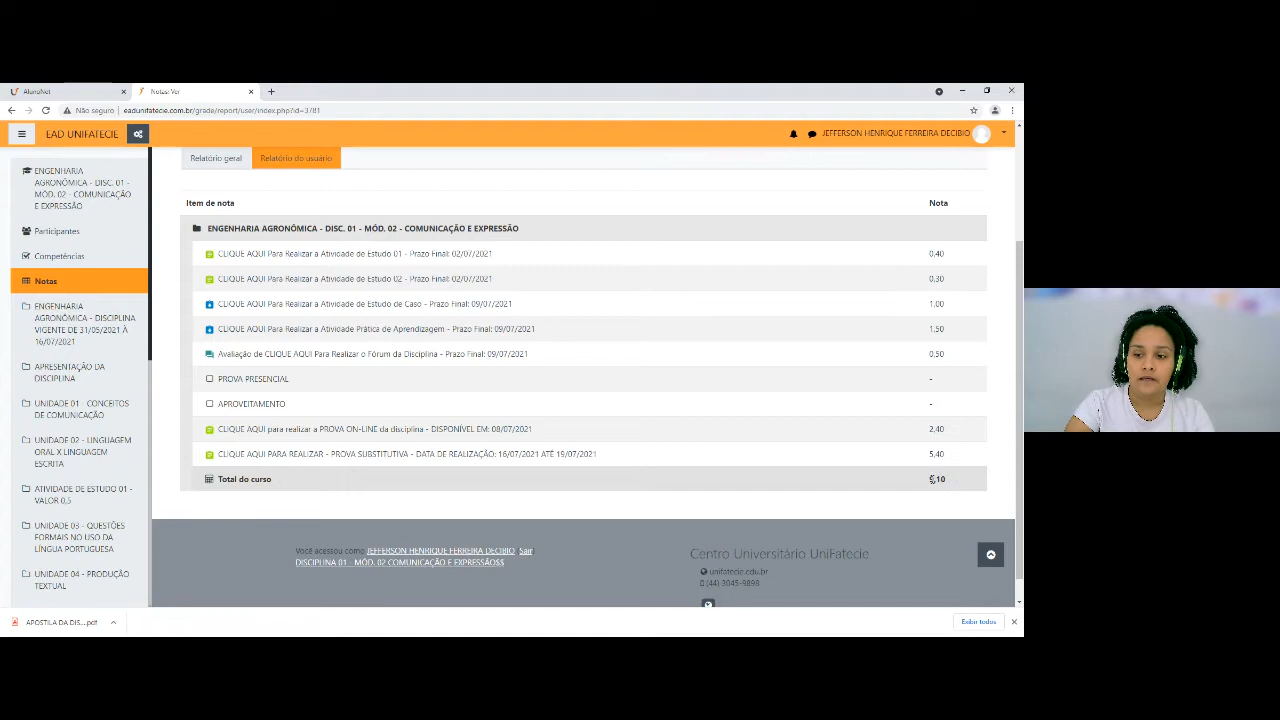 AlunoNet
Notas: Ver
Não seguro
eadunifatecie.com.br/grade/report/user/index.php?id=3781
EAD UNIFATECIE
JEFFERSON HENRIQUE FERREIRA DECIBIO
ENGENHARIA
AGRONÔMICA - DISC. 01 -
MÓD. 02 - COMUNICAÇÃO
E EXPRESSÃO
Participantes
Competências
Notas
ENGENHARIA
AGRONÔMICA - DISCIPLINA
VIGENTE DE 31/05/2021 À
16/07/2021
APRESENTAÇÃO DA
DISCIPLINA
UNIDADE 01 - CONCEITOS
DE COMUNICAÇÃO
UNIDADE 02 - LINGUAGEM
ORAL X LINGUAGEM
ESCRITA
ATIVIDADE DE ESTUDO 01 -
VALOR 0,5
UNIDADE 03 - QUESTÕES
FORMAIS NO USO DA
LÍNGUA PORTUGUESA
UNIDADE 04 - PRODUÇÃO
TEXTUAL
Relatório geral
Relatório do usuário
Item de nota Nota
ENGENHARIA AGRONÔMICA - DISC. 01 - MÓD. 02 - COMUNICAÇÃO E EXPRESSÃO
CLIQUE AQUI Para Realizar a Atividade de Estudo 01 - Prazo Final: 02/07/2021 0,40
CLIQUE AQUI Para Realizar a Atividade de Estudo 02 - Prazo Final: 02/07/2021 0,30
CLIQUE AQUI Para Realizar a Atividade de Estudo de Caso - Prazo Final: 09/07/2021 1,00
CLIQUE AQUI Para Realizar a Atividade Prática de Aprendizagem - Prazo Final: 09/07/2021 1,50
Avaliação de CLIQUE AQUI Para Realizar o Fórum da Disciplina - Prazo Final: 09/07/2021 0,50
PROVA PRESENCIAL -
APROVEITAMENTO -
CLIQUE AQUI para realizar a PROVA ON-LINE da disciplina - DISPONÍVEL EM: 08/07/2021 2,40
CLIQUE AQUI PARA REALIZAR - PROVA SUBSTITUTIVA - DATA DE REALIZAÇÃO: 16/07/2021 ATÉ 19/07/2021 5,40
Total do curso
Você acessou como JEFFERSON HENRIQUE FERREIRA DECIBIO (Sair)
DISCIPLINA 01 - MÓD. 02 COMUNICAÇÃO E EXPRESSÃO$$
Centro Universitário UniFatecie
unifatecie.edu.br
(44) 3045-9898
APOSTILA DA DIS....pdf
Exibir todos